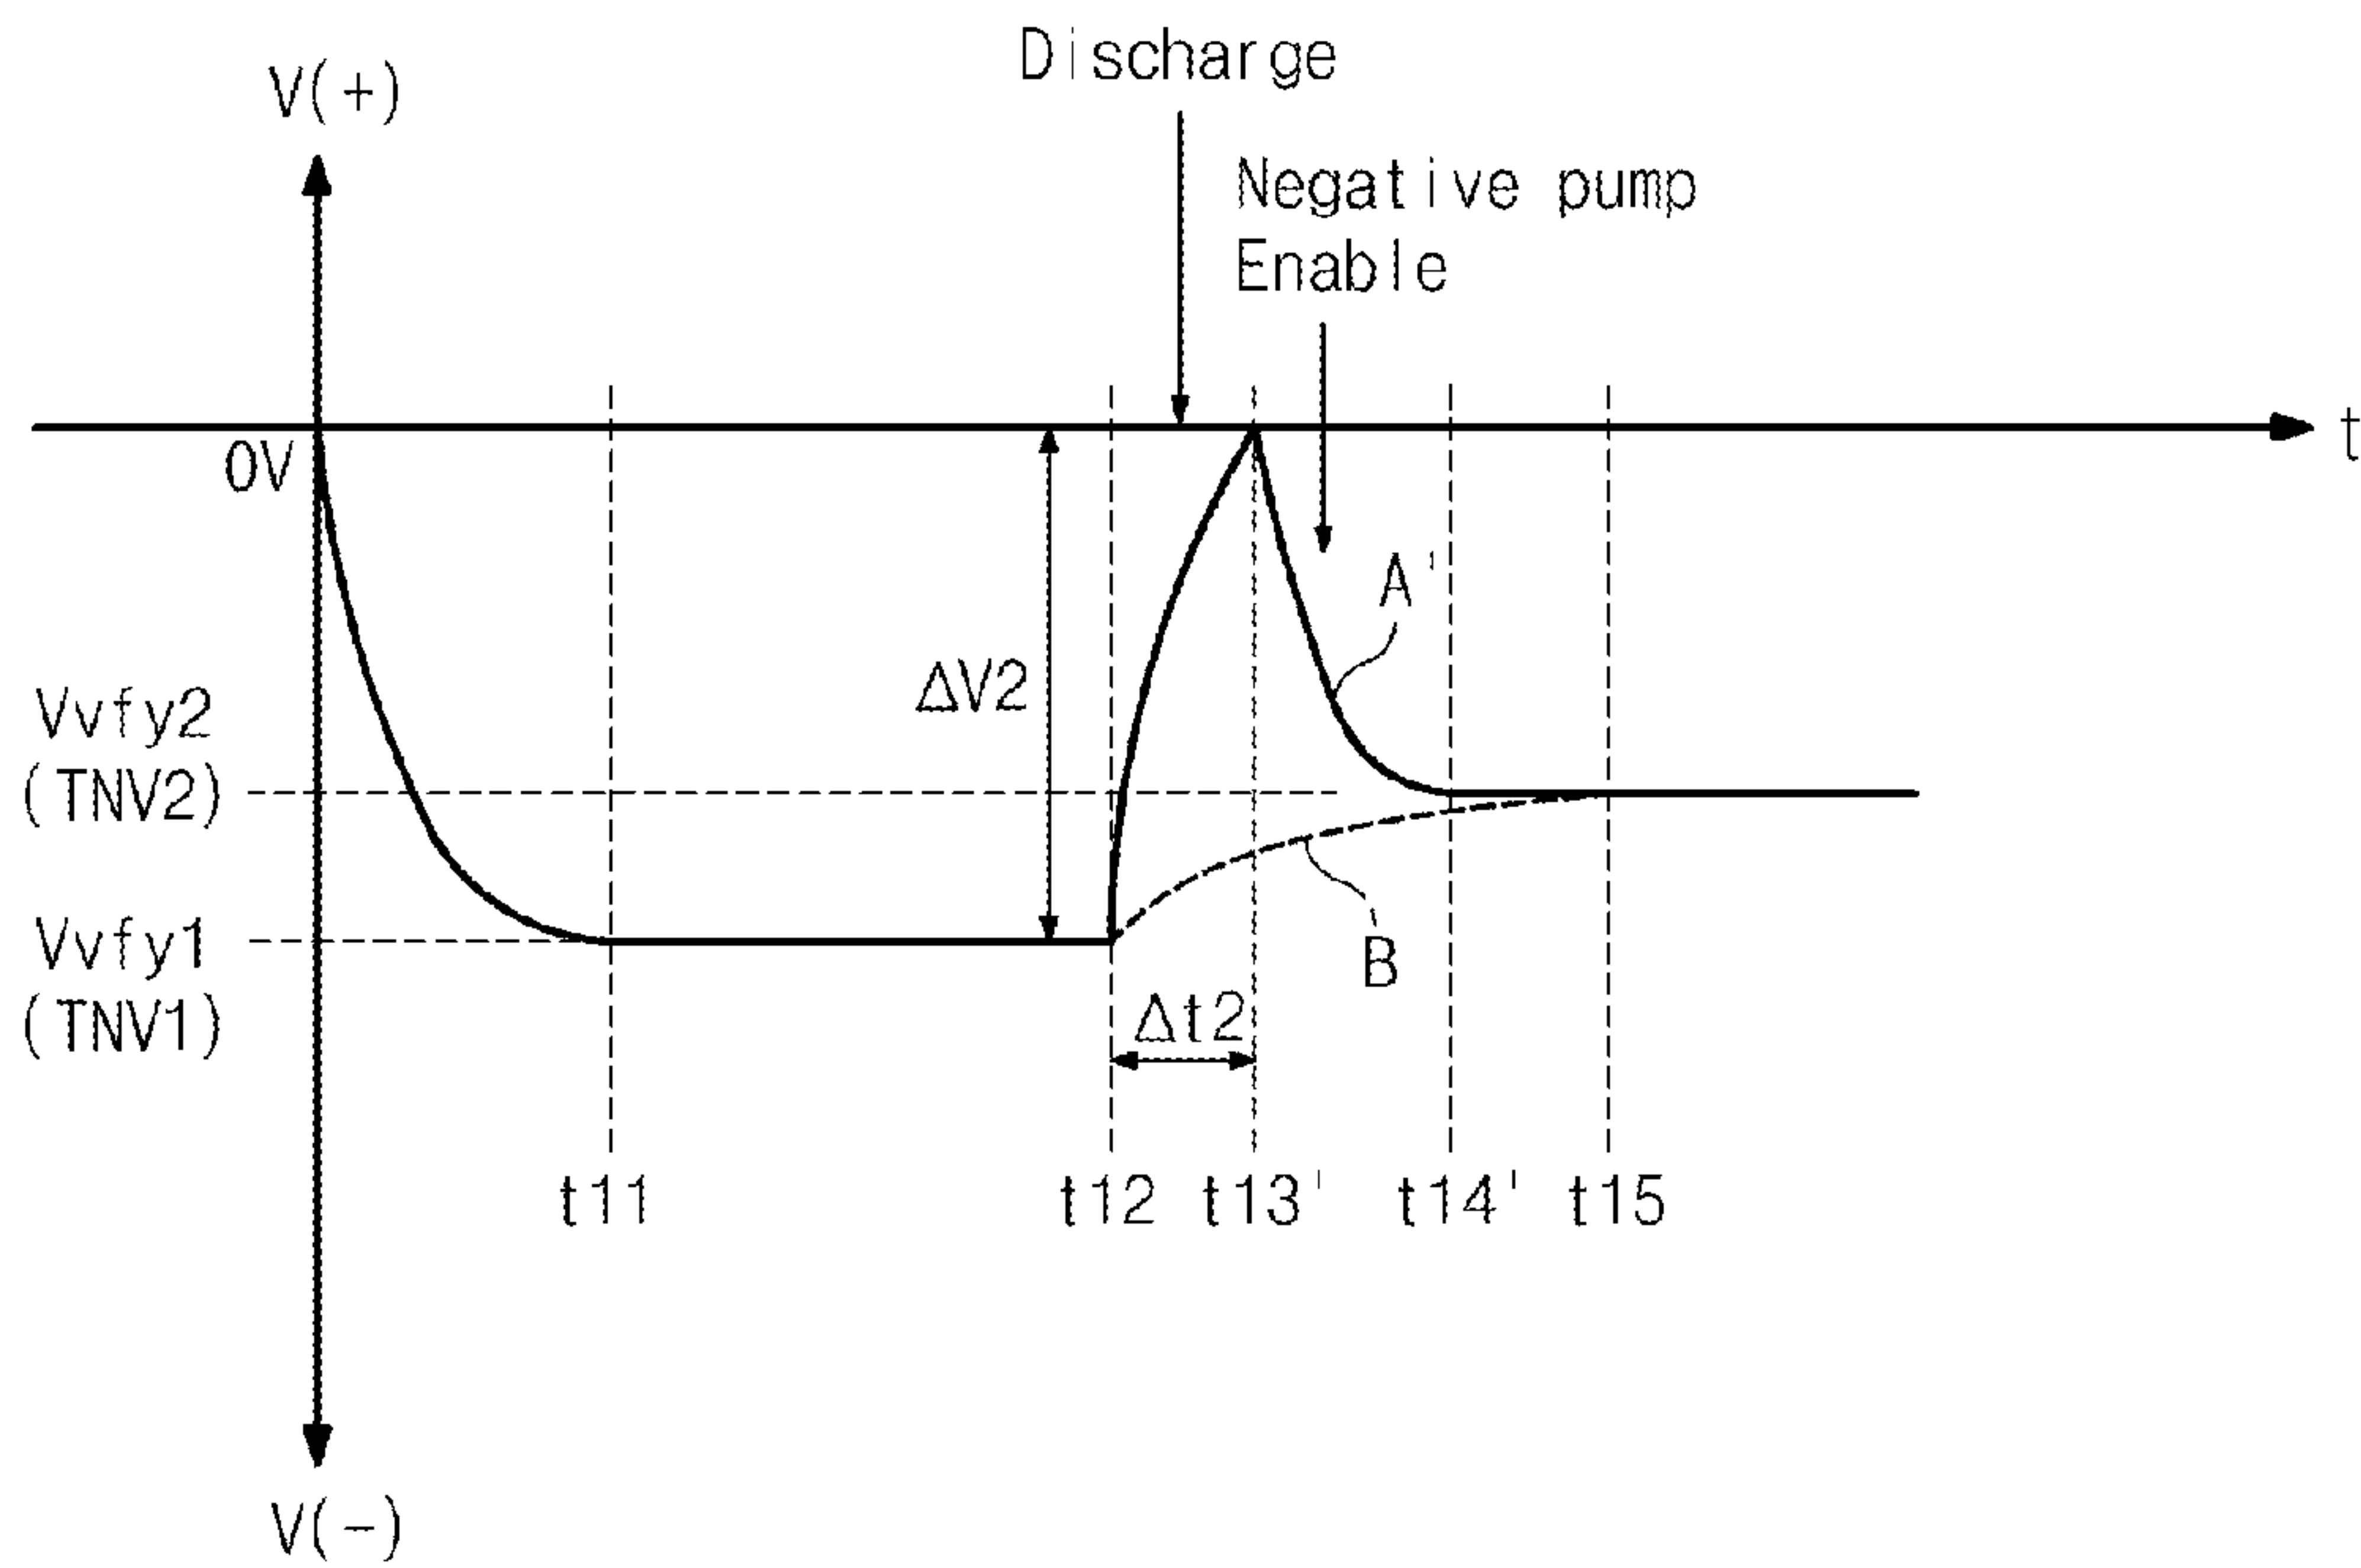 Discharge
V(+)
Negative pump
Enable
0V
t
A'
ΔV2
Vvfy2
(TNV2)
Vvfy1
(TNV1)
B
Δt2
t11
t12
t13'
t14'
t15
V(-)